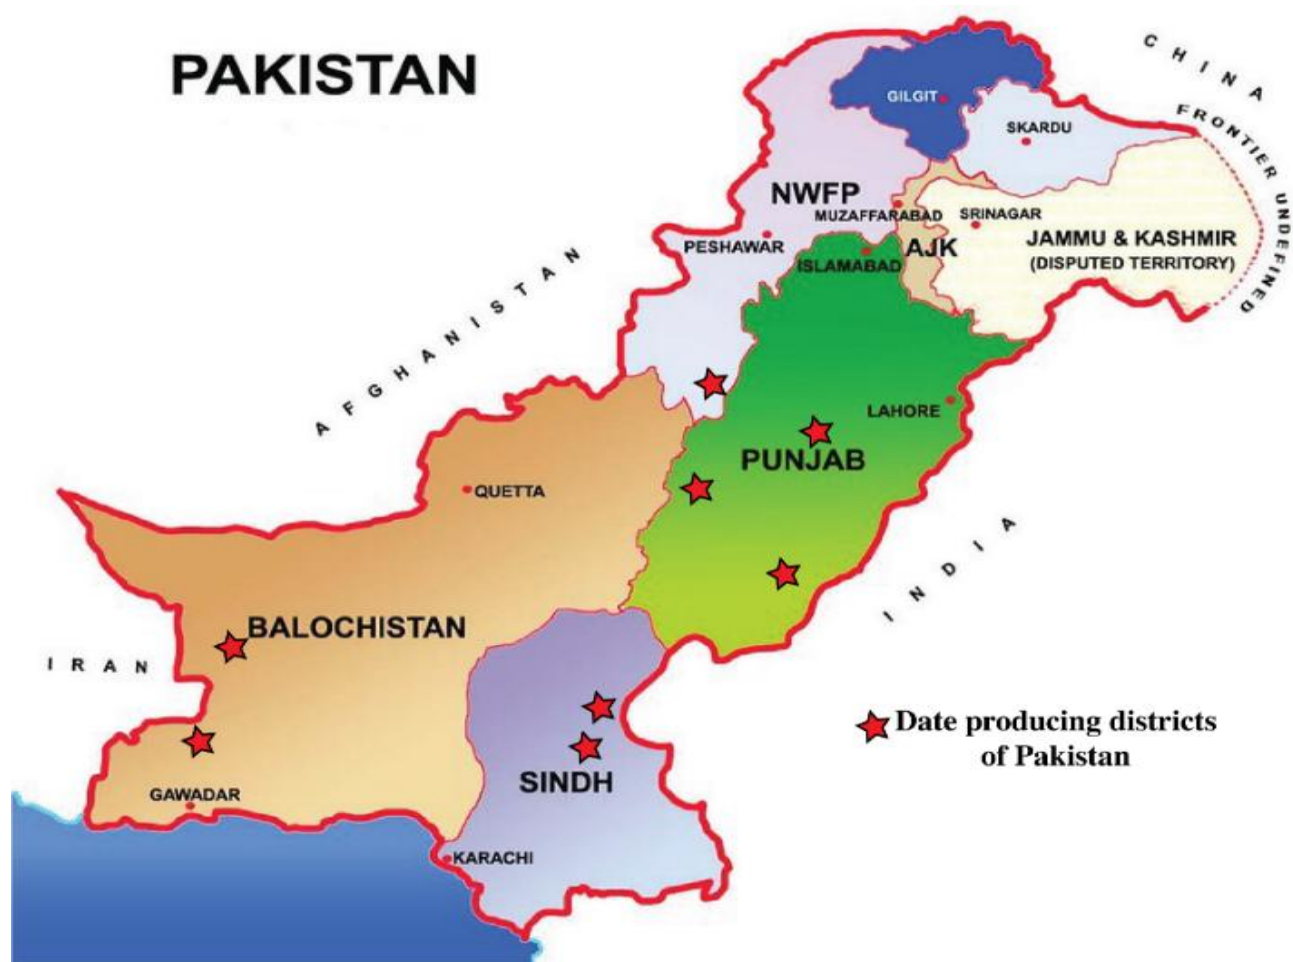 PAKISTAN
CHINA
FRONTIER UNDEFINED
GILGIT
SKARDU
NWFP
MUZAFFARABAD
SRINAGAR
PESHAWAR
AJK
JAMMU & KASHMIR
(DISPUTED TERRITORY)
ISLAMABAD
AFGHANISTAN
LAHORE
PUNJAB
QUETTA
INDIA
BALOCHISTAN
IRAN
Date producing districts
of Pakistan
SINDH
GAWADAR
KARACHI